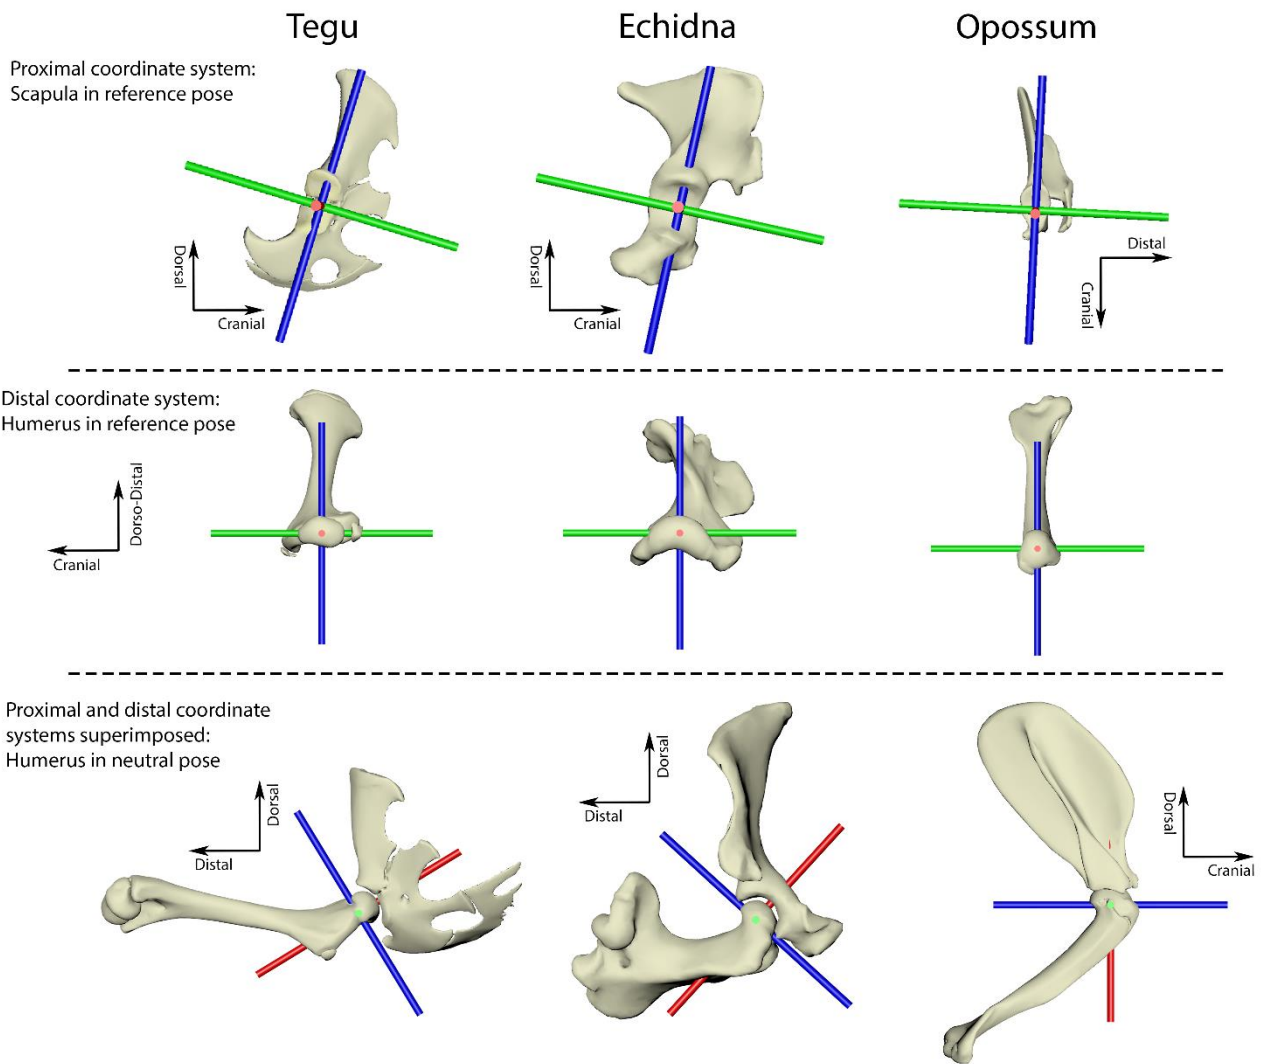 Tegu
Echidna
Opossum
Proximal coordinate system:
Scapula in reference pose
Dorsal
Cranial
Dorsal
Cranial
Distal
Cranial
Distal coordinate system:
Humerus in reference pose
Dorso-Distal
Cranial
Proximal and distal coordinate
systems superimposed:
Humerus in neutral pose
Dorsal
Distal
Dorsal
Distal
Dorsal
Cranial